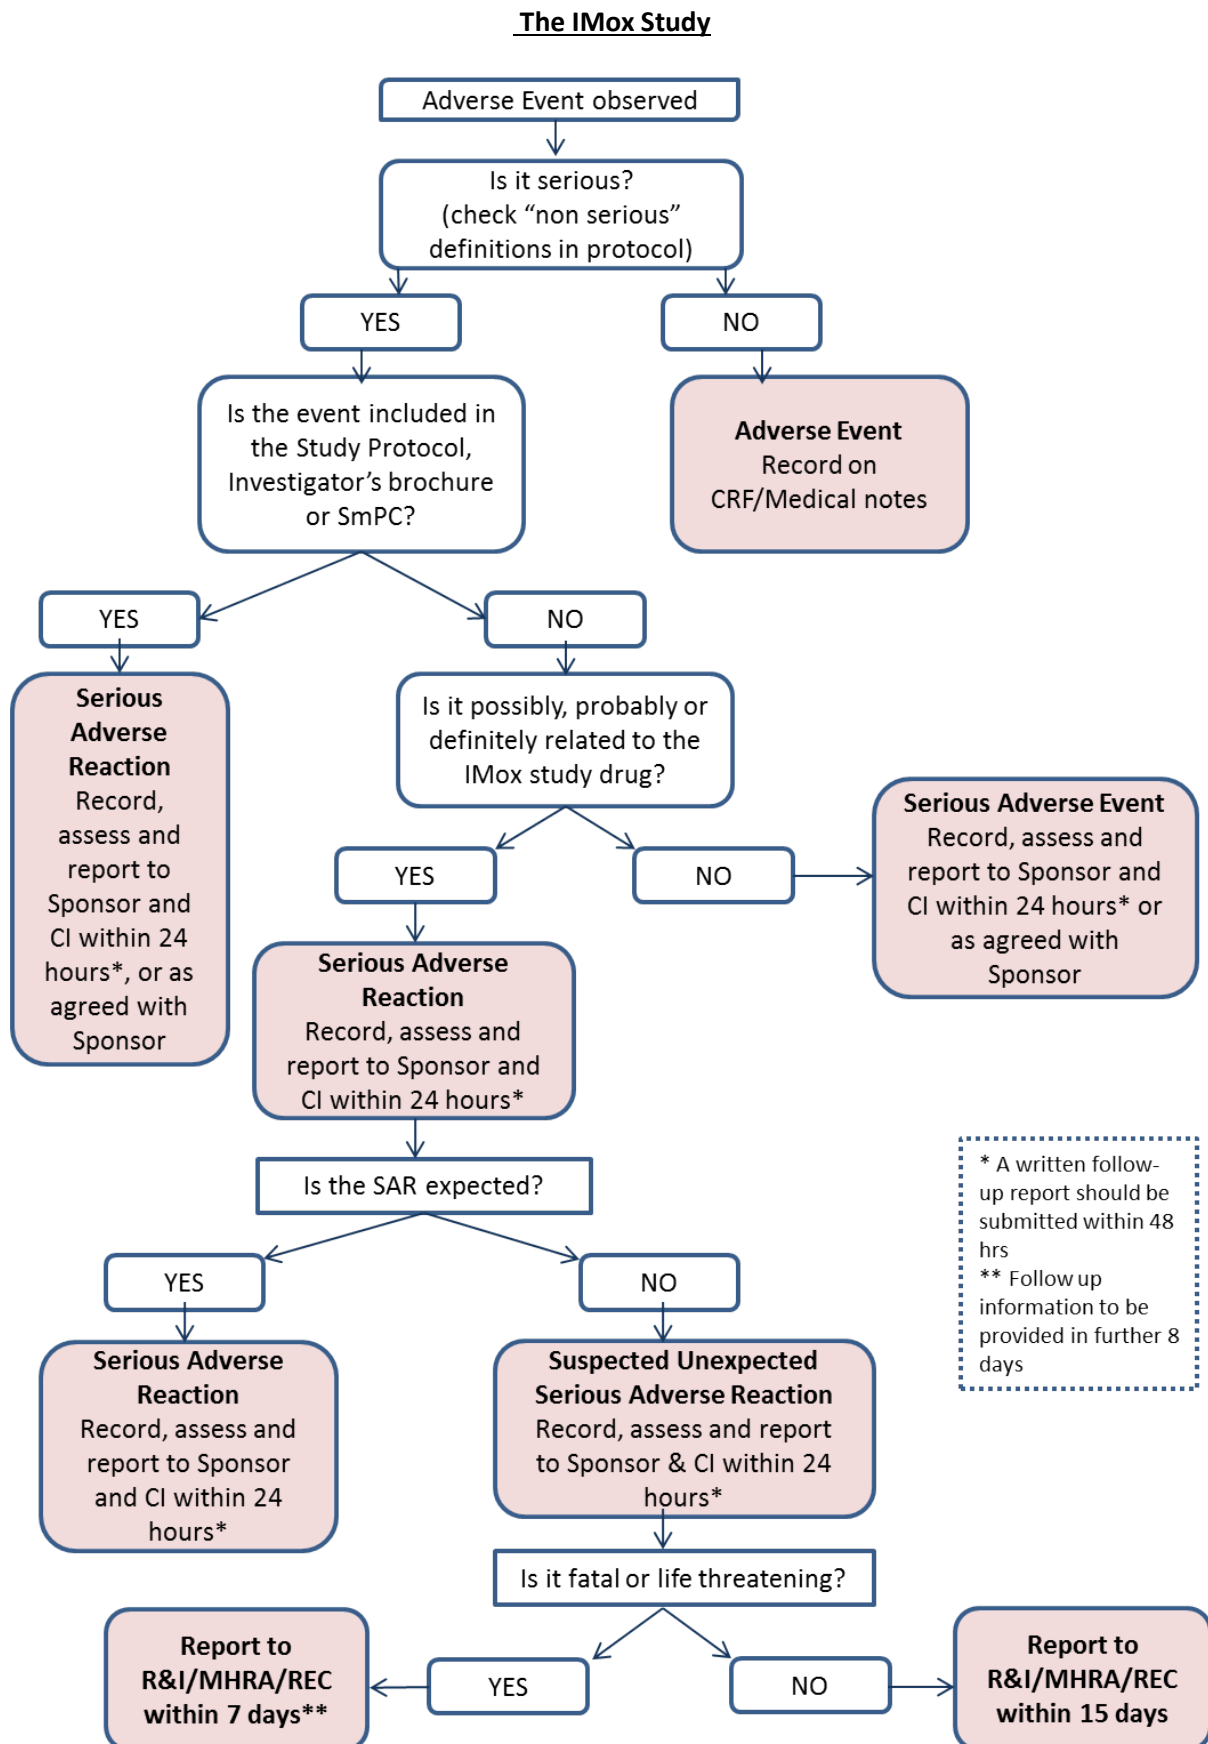 The IMox Study
Adverse Event observed
Is it serious?
(check “non serious”
definitions in protocol)
YES
NO
Is the event included in
the Study Protocol,
Investigator’s brochure
or SmPC?
Adverse Event
Record on
CRF/Medical notes
YES
NO
Serious
Adverse
Reaction
Record,
assess and
report to
Sponsor and
CI within 24
hours*, or as
agreed with
Sponsor
Is it possibly, probably or
definitely related to the
IMox study drug?
YES
NO
Serious Adverse Event
Record, assess and
report to Sponsor and
CI within 24 hours* or
as agreed with
Sponsor
Serious Adverse
Reaction
Record, assess and
report to Sponsor and
CI within 24 hours*
Is the SAR expected?
* A written follow-
up report should be
submitted within 48
hrs
** Follow up
information to be
provided in further 8
days
YES
NO
Serious Adverse
Reaction
Record, assess and
report to Sponsor
and CI within 24
hours*
Suspected Unexpected
Serious Adverse Reaction
Record, assess and report
to Sponsor & CI within 24
hours*
Is it fatal or life threatening?
Report to
R&I/MHRA/REC
within 7 days**
YES
NO
Report to
R&I/MHRA/REC
within 15 days